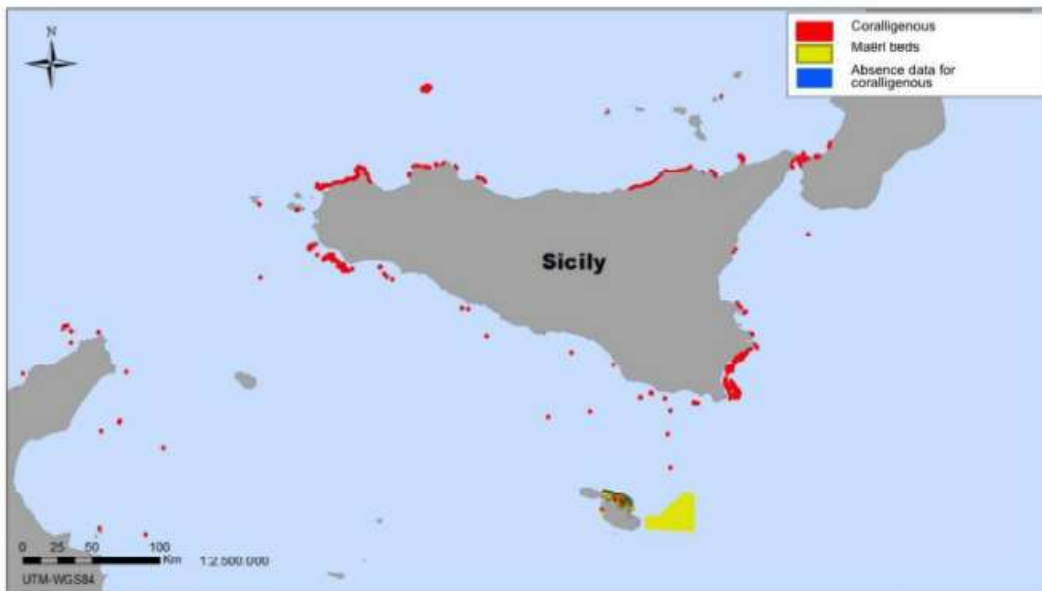 N
Coralligenous
Maërl beds
Absence data for
coralligenous
Sicily
0 25 50 100
Km
1:2.500.000
UTM-WGS84